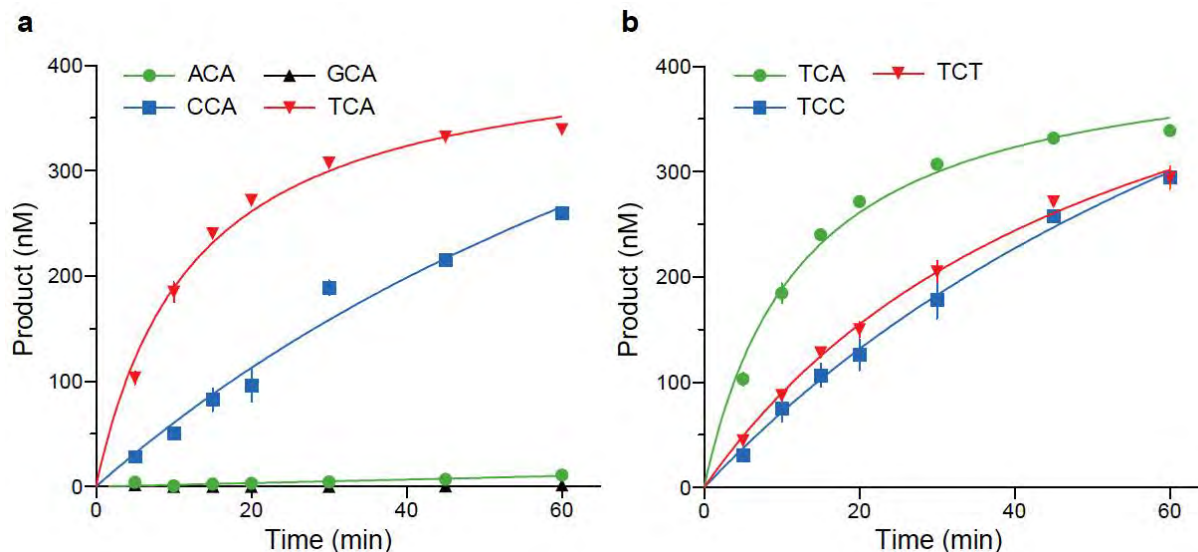 a
ACA
GCA
CCA
TCA
Product (nM)
400
300
200
100
0
0
20
40
60
Time (min)
b
TCA
TCT
TCC
Product (nM)
400
300
200
100
0
0
20
40
60
Time (min)